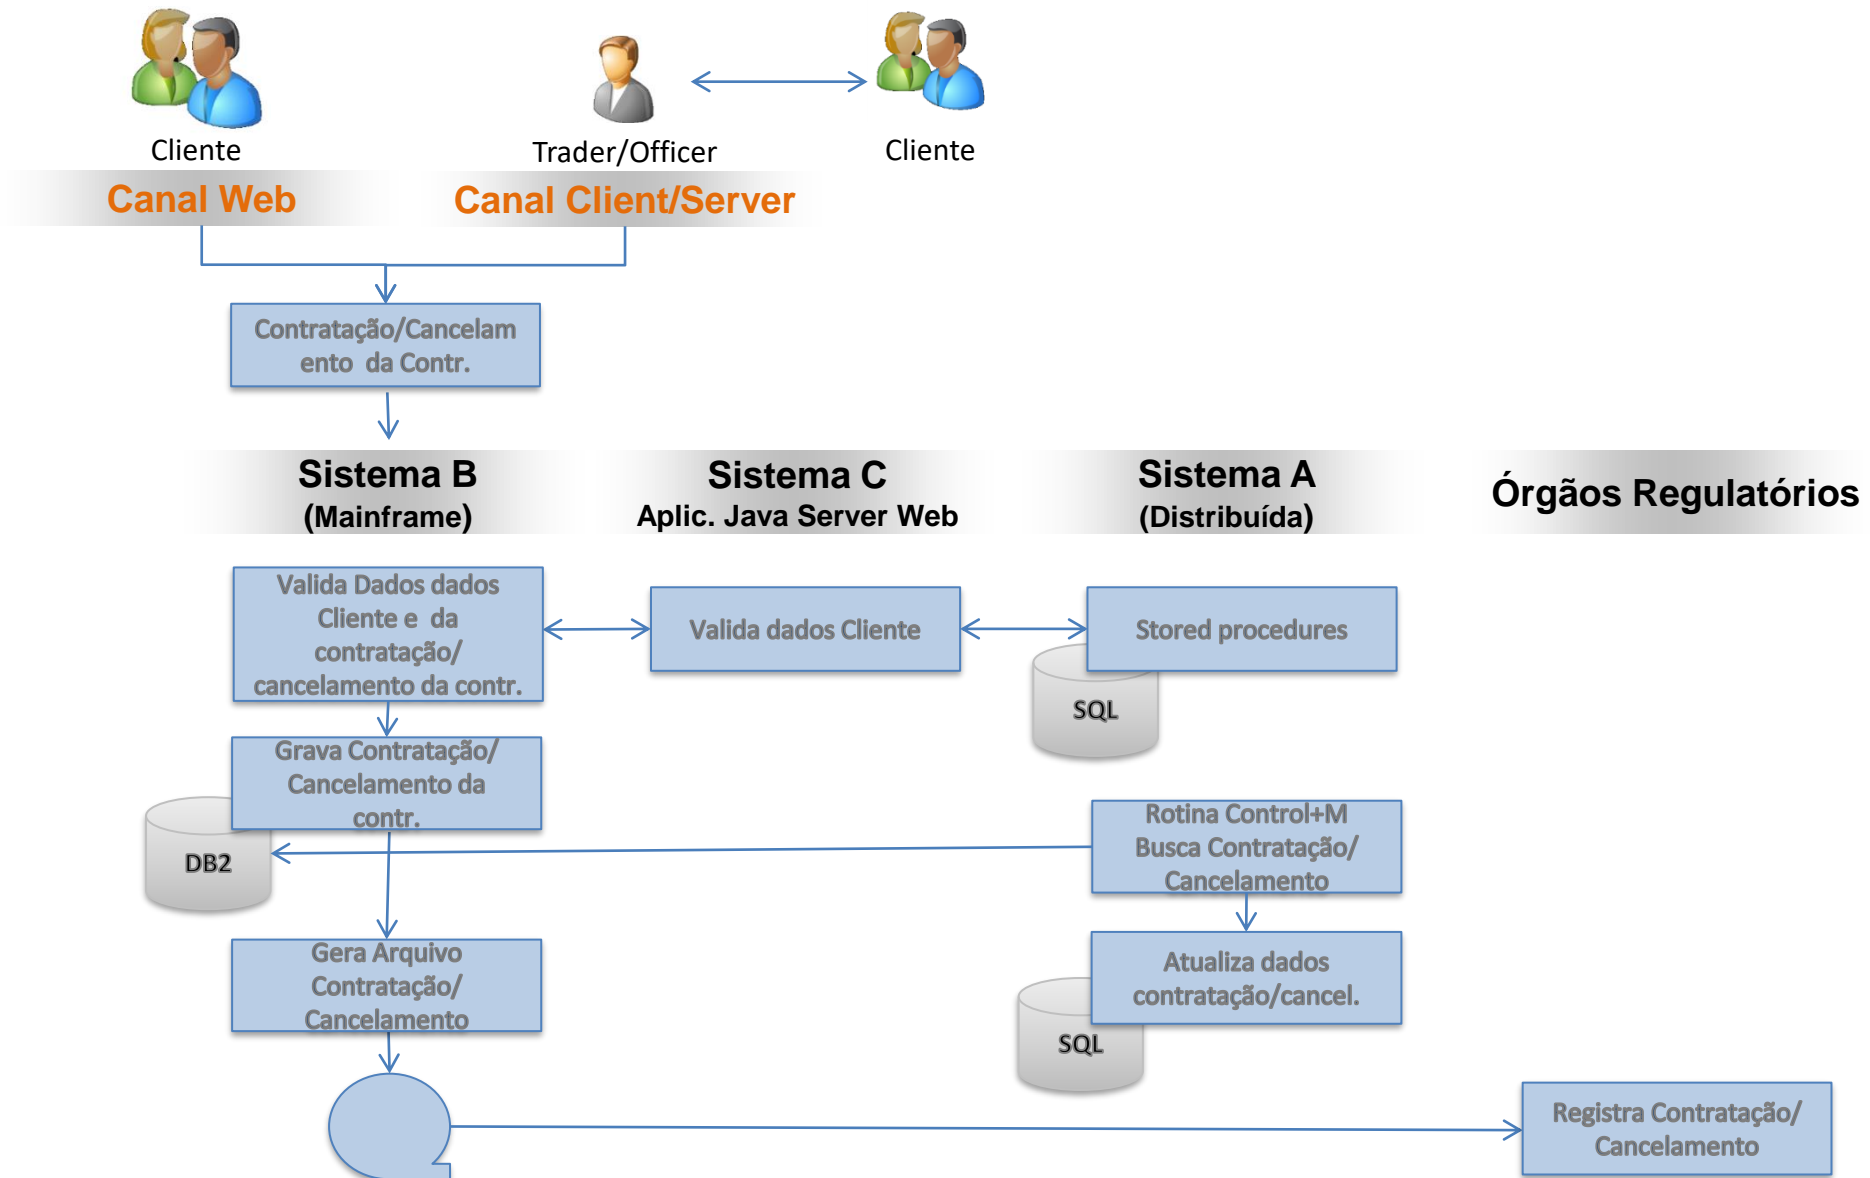 Cliente
Trader/Officer
Cliente
Canal Web
Canal Client/Server
Contratação/Cancelam
ento da Contr.
Sistema B
(Mainframe)
Sistema C
Aplic. Java Server Web
Sistema A
(Distribuída)
Órgãos Regulatórios
Valida Dados dados
Cliente e da
contratação/
cancelamento da contr.
Valida dados Cliente
Stored procedures
SQL
Grava Contratação/
Cancelamento da
contr.
DB2
Rotina Control+M
Busca Contratação/
Cancelamento
Gera Arquivo
Contratação/
Cancelamento
Atualiza dados
contratação/cancel.
SQL
Registra Contratação/
Cancelamento